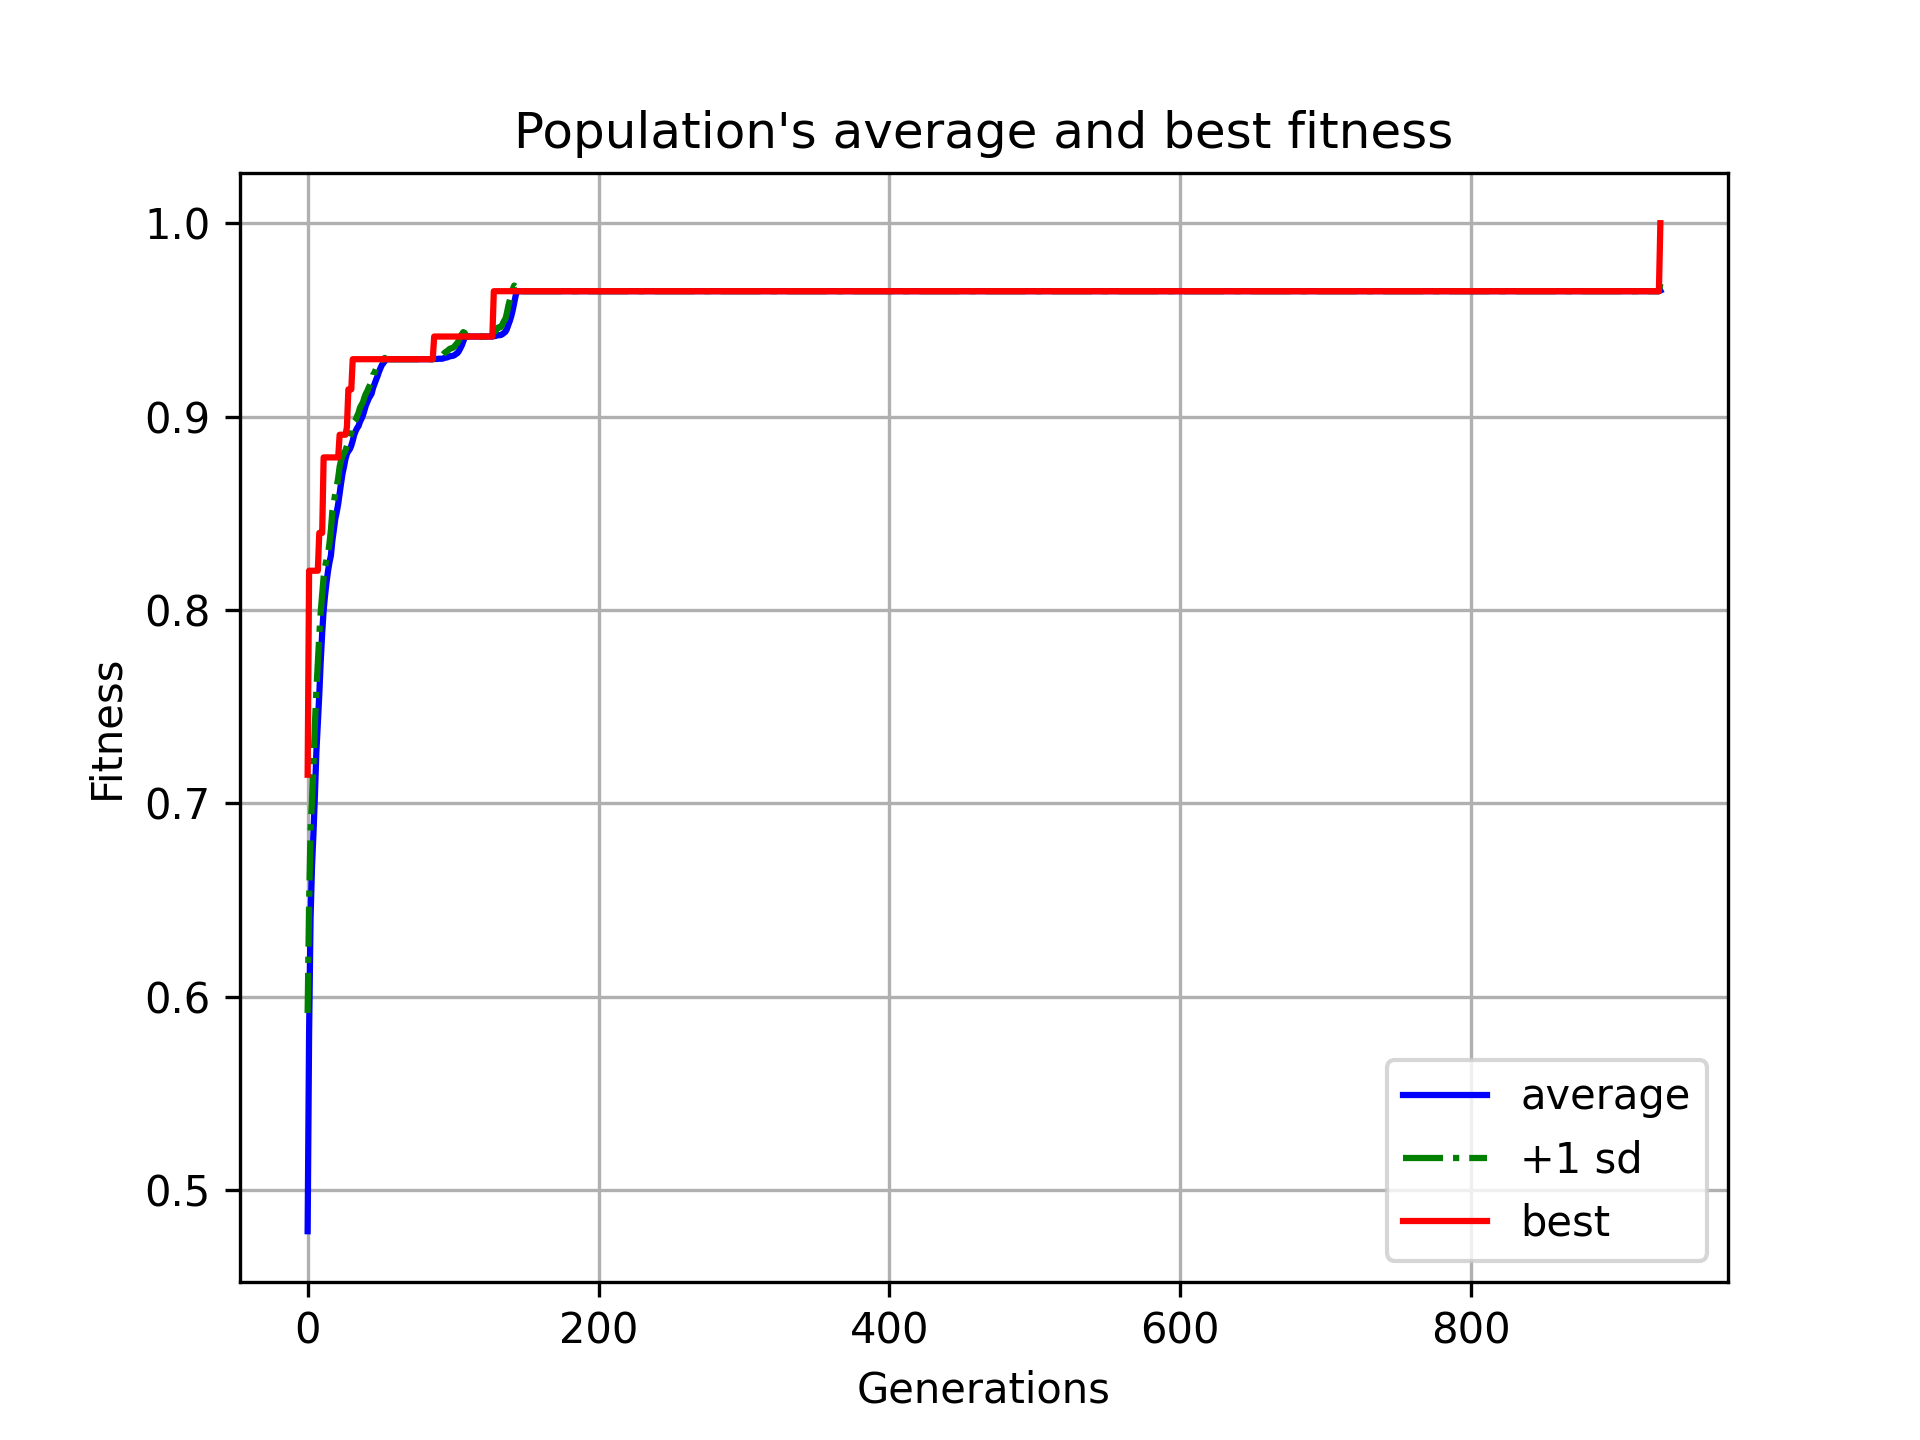 Population's average and best fitness
1.0
0.9
0.8
0.7
0.6
0.5
Fitness
0 200 400 600 800
Generations
average
+1 sd
best